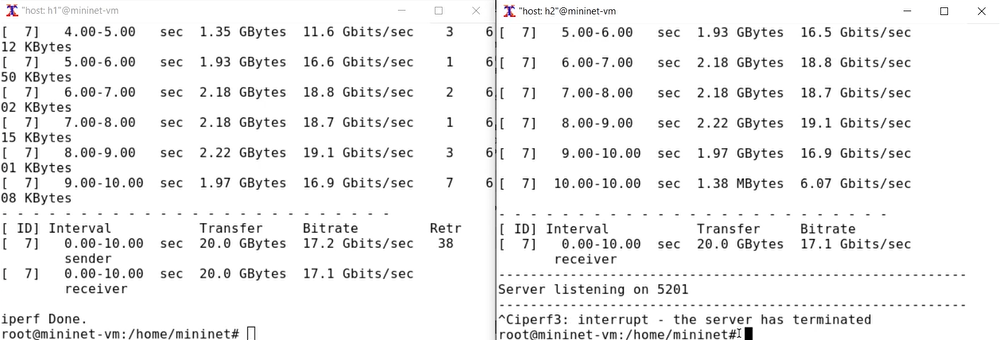 "host: h1"@mininet-vm
[  7]   4.00-5.00   sec  1.35 GBytes  11.6 Gbits/sec    3    6
12 KBytes
[  7]   5.00-6.00   sec  1.93 GBytes  16.6 Gbits/sec    1    6
50 KBytes
[  7]   6.00-7.00   sec  2.18 GBytes  18.8 Gbits/sec    2    6
02 KBytes
[  7]   7.00-8.00   sec  2.18 GBytes  18.7 Gbits/sec    1    6
15 KBytes
[  7]   8.00-9.00   sec  2.22 GBytes  19.1 Gbits/sec    3    6
01 KBytes
[  7]   9.00-10.00  sec  1.97 GBytes  16.9 Gbits/sec    7    6
08 KBytes
- - - - - - - - - - - - - - - - - - - - - - - - -
[ ID] Interval           Transfer     Bitrate         Retr
[  7]   0.00-10.00  sec  20.0 GBytes  17.2 Gbits/sec   38
        sender
[  7]   0.00-10.00  sec  20.0 GBytes  17.1 Gbits/sec
        receiver
iperf Done.
root@mininet-vm:/home/mininet#
"host: h2"@mininet-vm
[  7]   5.00-6.00   sec  1.93 GBytes  16.5 Gbits/sec
[  7]   6.00-7.00   sec  2.18 GBytes  18.8 Gbits/sec
[  7]   7.00-8.00   sec  2.18 GBytes  18.7 Gbits/sec
[  7]   8.00-9.00   sec  2.22 GBytes  19.1 Gbits/sec
[  7]   9.00-10.00  sec  1.97 GBytes  16.9 Gbits/sec
[  7]  10.00-10.00  sec  1.38 MBytes  6.07 Gbits/sec
- - - - - - - - - - - - - - - - - - - - - - - - -
[ ID] Interval           Transfer     Bitrate
[  7]   0.00-10.00  sec  20.0 GBytes  17.1 Gbits/sec
        receiver
-----------------------------------------------------------
Server listening on 5201
-----------------------------------------------------------
^Ciperf3: interrupt - the server has terminated
root@mininet-vm:/home/mininet#